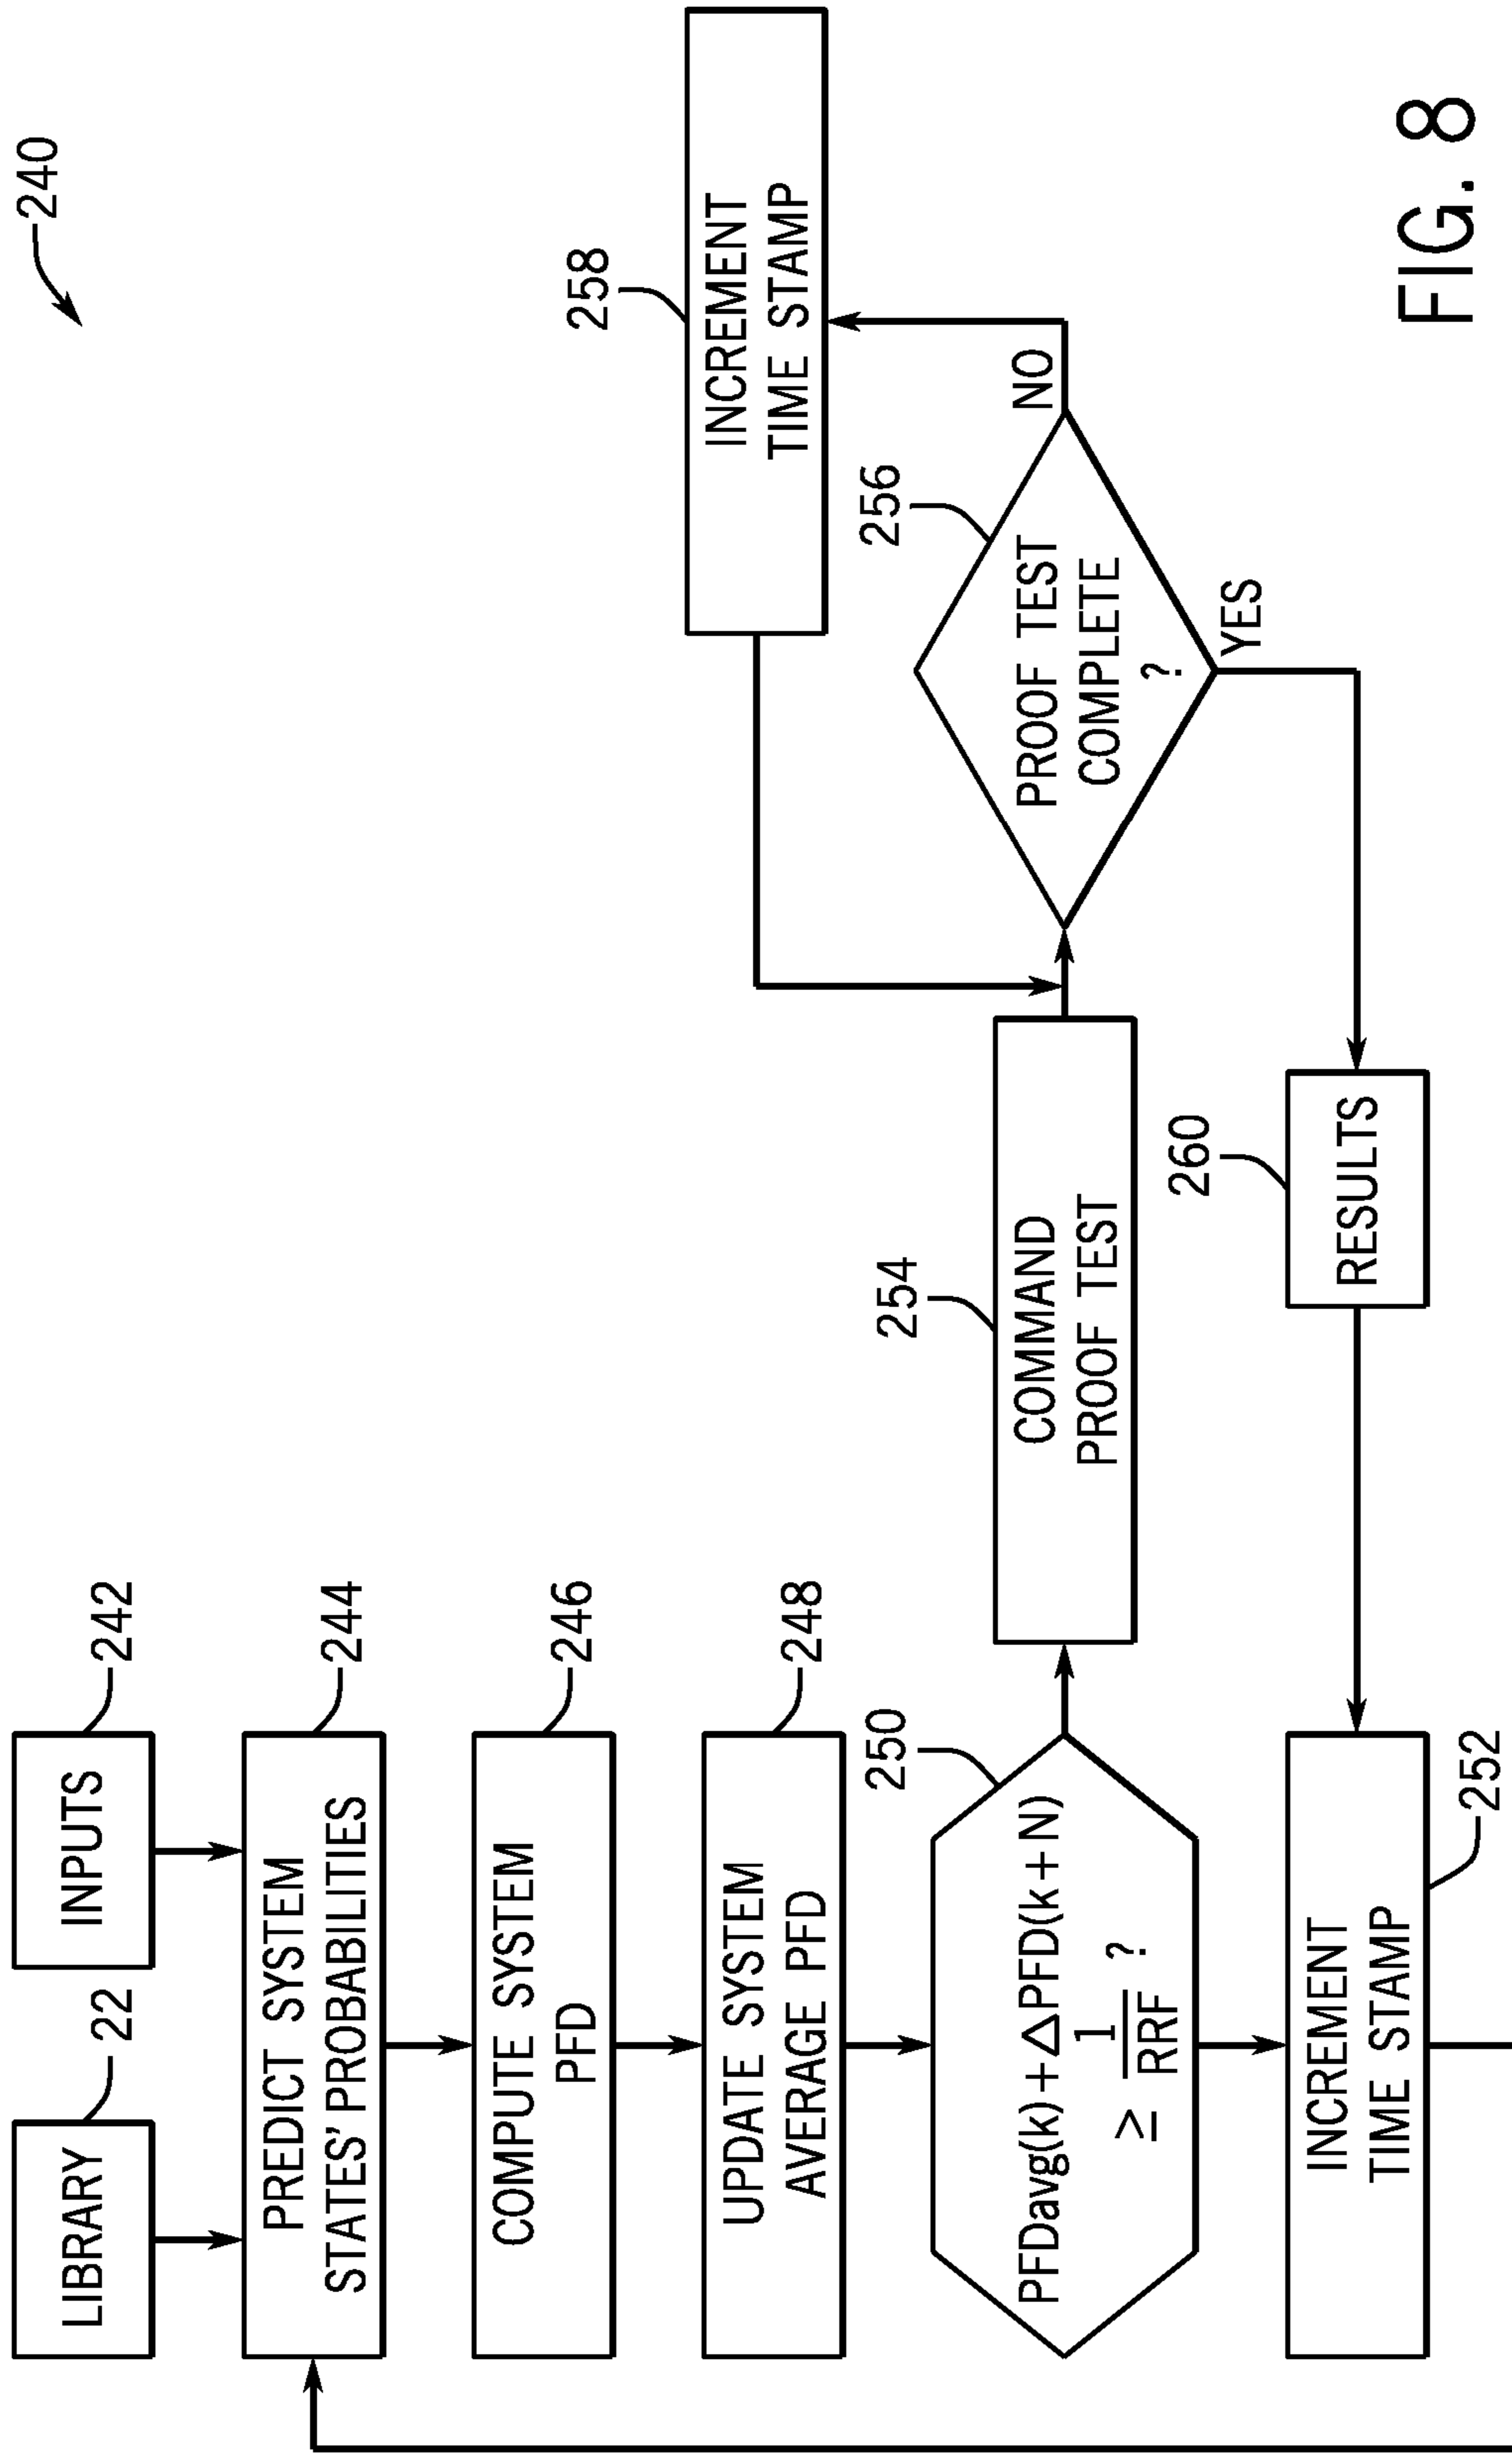 240
LIBRARY
22
INPUTS
242
PREDICT SYSTEM
STATES' PROBABILITIES
244
COMPUTE SYSTEM
PFD
246
UPDATE SYSTEM
AVERAGE PFD
248
PFDavg(k)+△PFD(k+N)
≥ 1/RRF ?
250
INCREMENT
TIME STAMP
252
COMMAND
PROOF TEST
254
PROOF TEST
COMPLETE
?
256
NO
YES
INCREMENT
TIME STAMP
258
RESULTS
260
FIG. 8